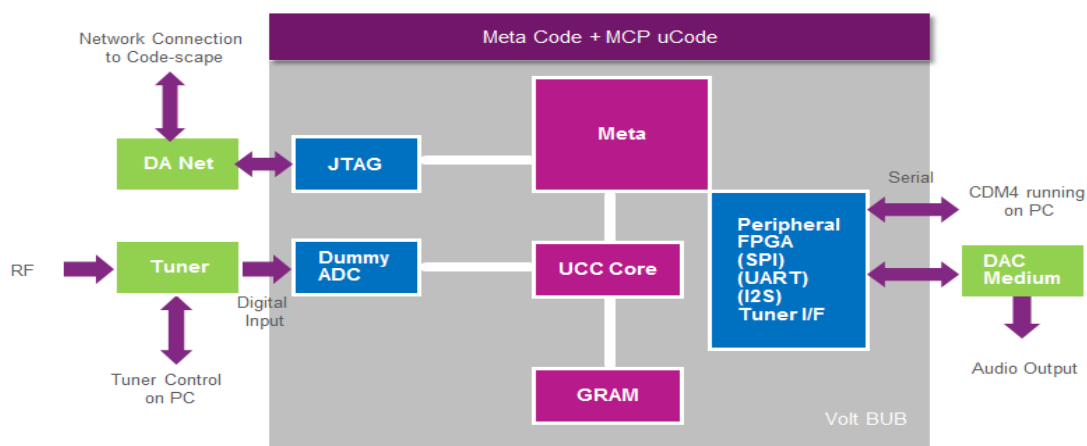 Meta Code + MCP uCode
Network Connection
to Code-scape
DA Net
JTAG
Meta
Serial
CDM4 running
on PC
RF
Tuner
Digital
Input
Dummy
ADC
UCC Core
Peripheral
FPGA
(SPI)
(UART)
(I2S)
Tuner I/F
DAC
Medium
Tuner Control
on PC
GRAM
Audio Output
Volt BUB